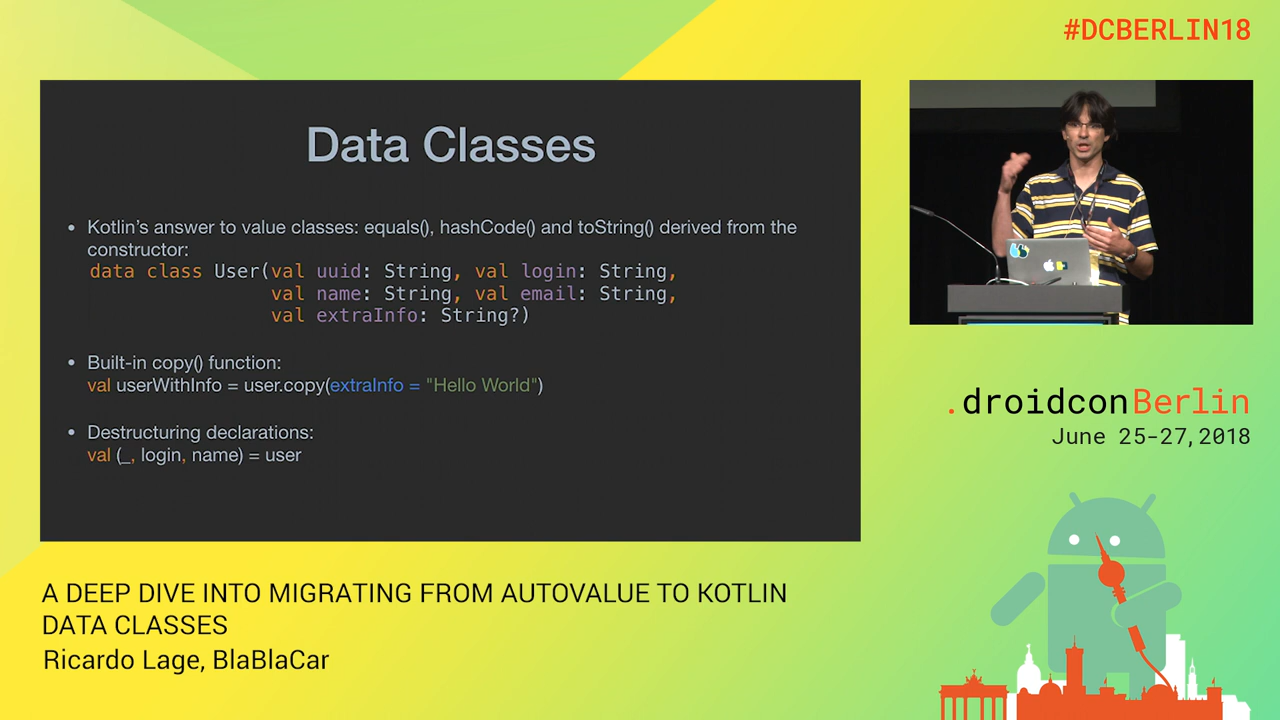 #DCBERLIN18
Data Classes
• Kotlin's answer to value classes: equals(), hashCode() and toString() derived from the
constructor:
data class User(val uuid: String, val login: String,
val name: String, val email: String,
val extraInfo: String?)
• Built-in copy() function:
val userWithInfo = user.copy(extraInfo = "Hello World")
• Destructuring declarations:
val (_, login, name) = user
.droidconBerlin
June 25-27,2018
A DEEP DIVE INTO MIGRATING FROM AUTOVALUE TO KOTLIN
DATA CLASSES
Ricardo Lage, BlaBlaCar